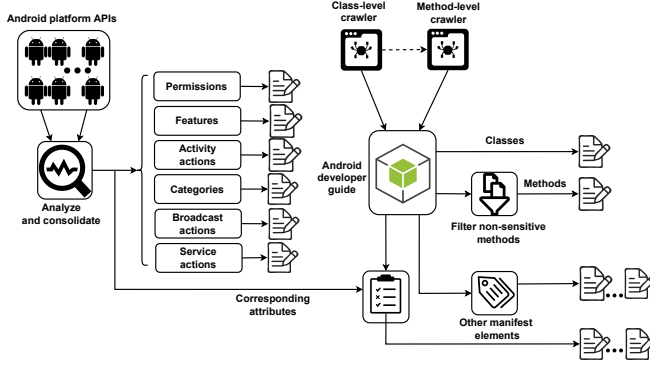 Android platform APIs
Class-level
crawler
Method-level
crawler
Permissions
Features
Activity
actions
Categories
Broadcast
actions
Service
actions
Analyze
and consolidate
Android
developer
guide
Classes
Methods
Filter non-sensitive
methods
Corresponding
attributes
Other manifest
elements